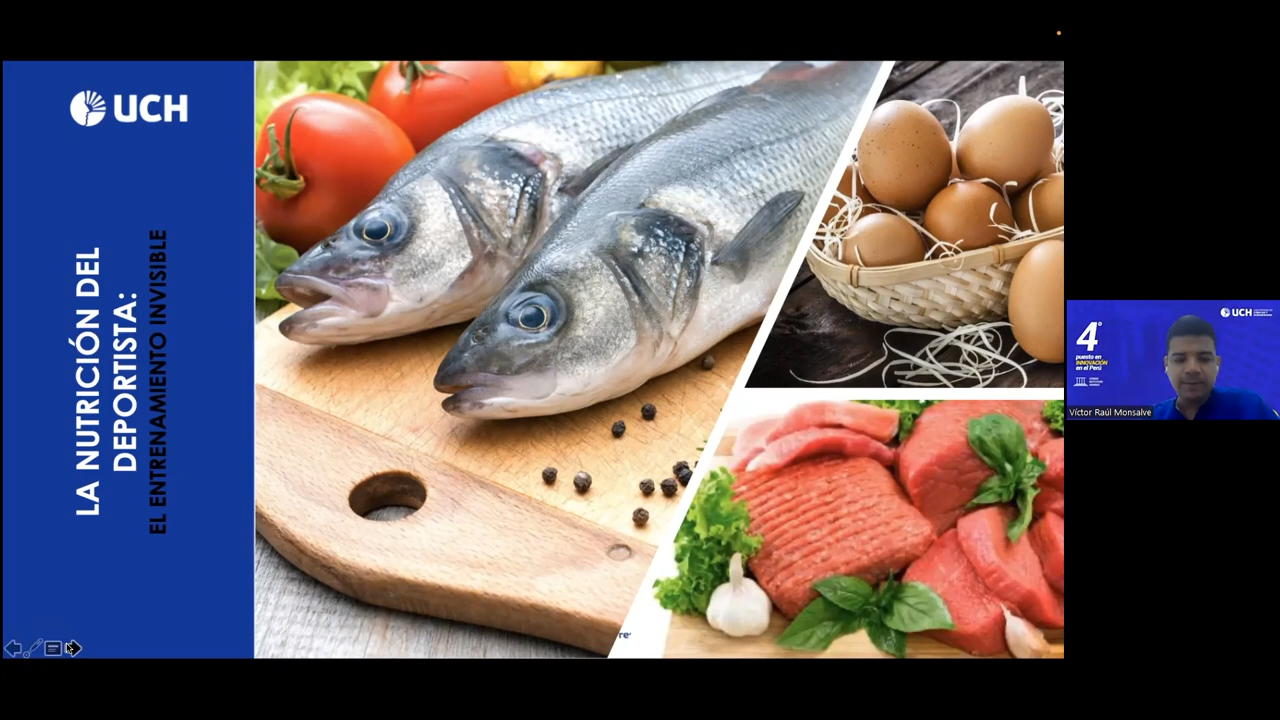 UCH
LA NUTRICIÓN DEL
DEPORTISTA:
EL ENTRENAMIENTO INVISIBLE
UCH
4°
puesto en
INNOVACIÓN
en el Perú
Víctor Raúl Monsalve